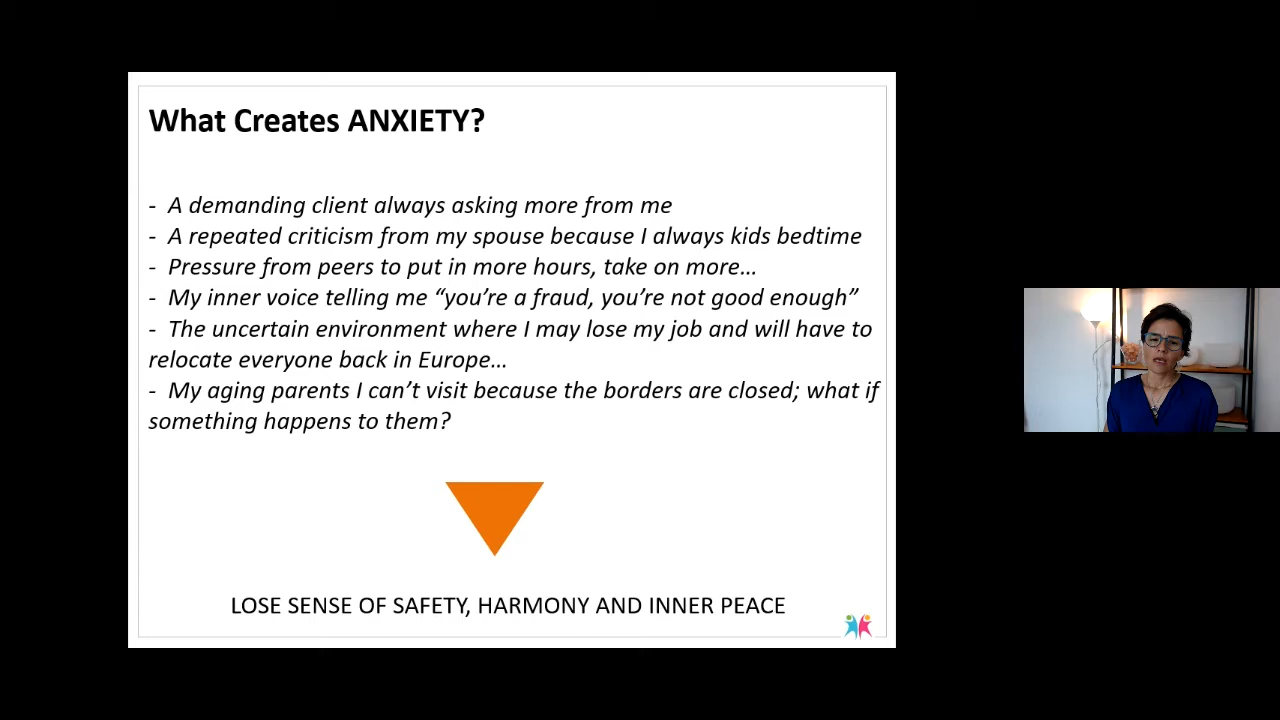 What Creates ANXIETY?
- A demanding client always asking more from me
- A repeated criticism from my spouse because I always kids bedtime
- Pressure from peers to put in more hours, take on more…
- My inner voice telling me “you’re a fraud, you’re not good enough”
- The uncertain environment where I may lose my job and will have to
relocate everyone back in Europe…
- My aging parents I can’t visit because the borders are closed; what if
something happens to them?
LOSE SENSE OF SAFETY, HARMONY AND INNER PEACE